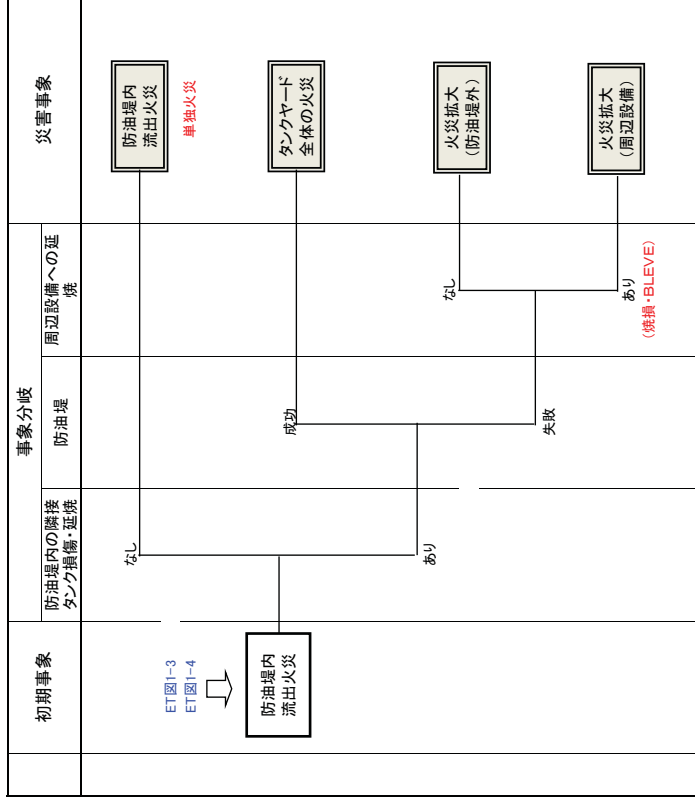 初期事象
事象分岐
災害事象
防油堤内の隣接
タンク損傷・延焼
防油堤
周辺設備への延
焼
ET図1-3
ET図1-4
防油堤内
流出火災
なし
あり
成功
失敗
なし
あり
(焼損・BLEVE)
防油堤内
流出火災
単独火災
タンクヤード
全体の火災
火災拡大
(防油堤外)
火災拡大
(周辺設備)